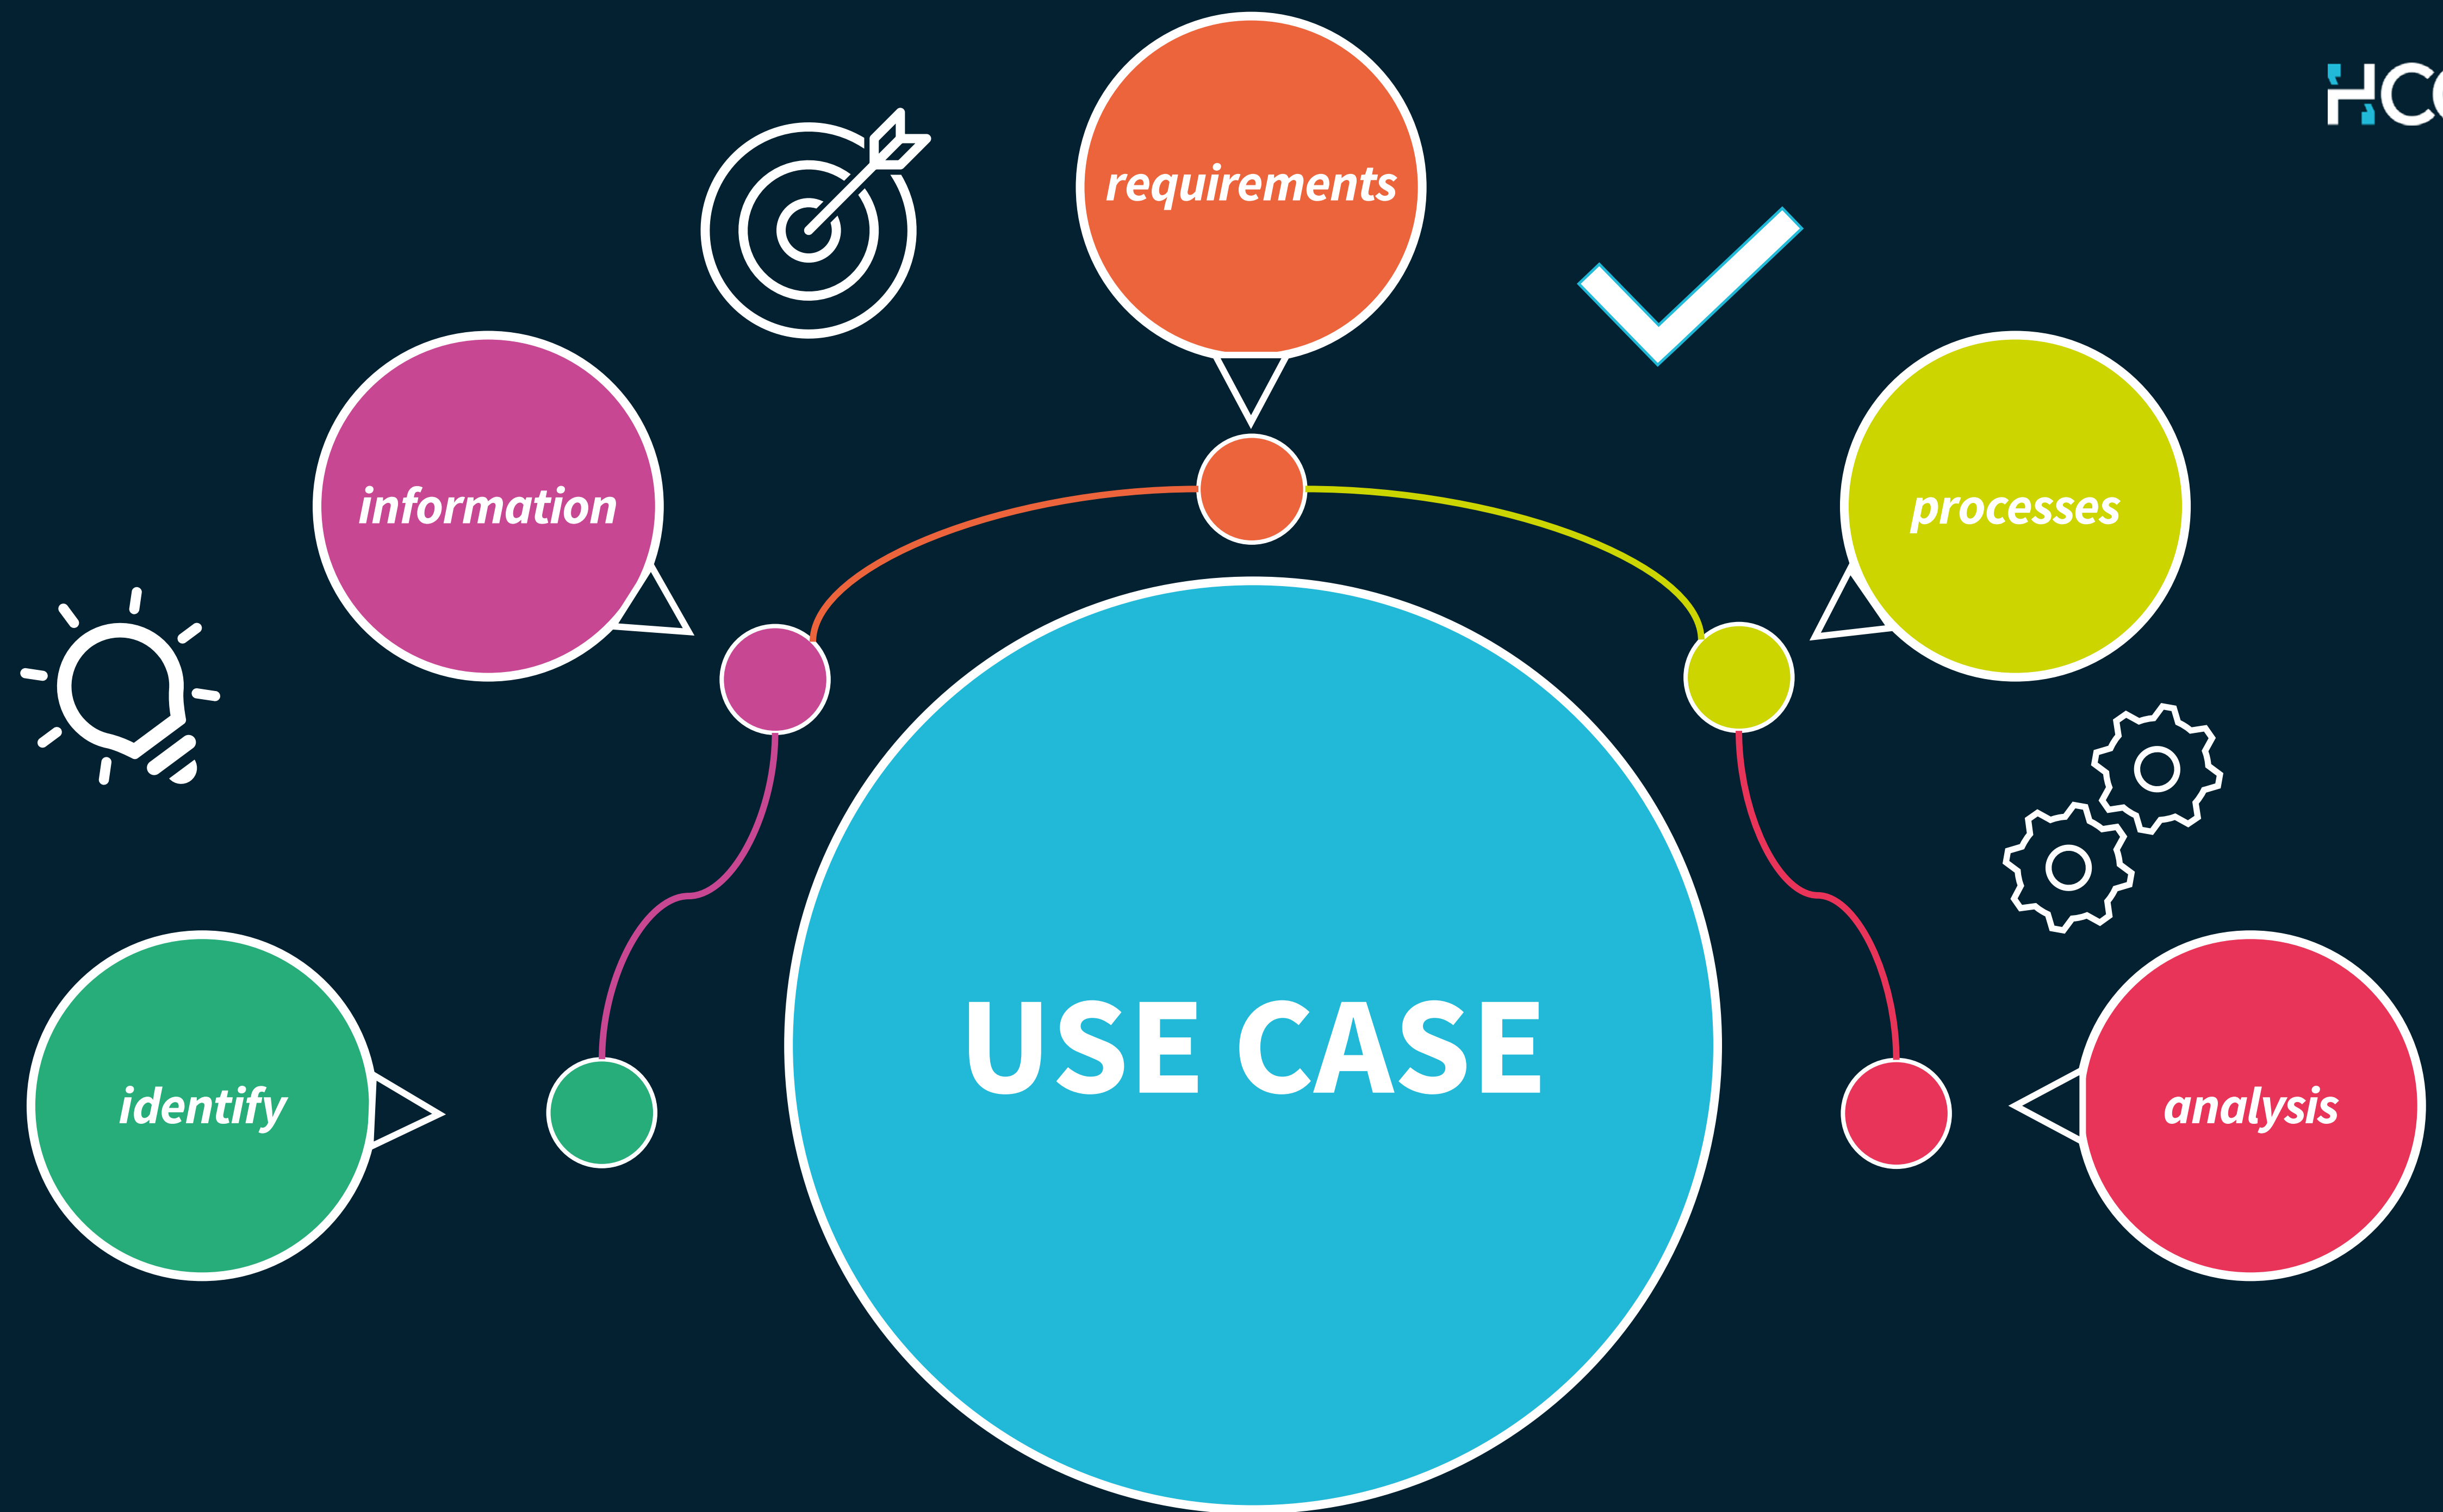 requirements
information
processes
identify
USE CASE
analysis